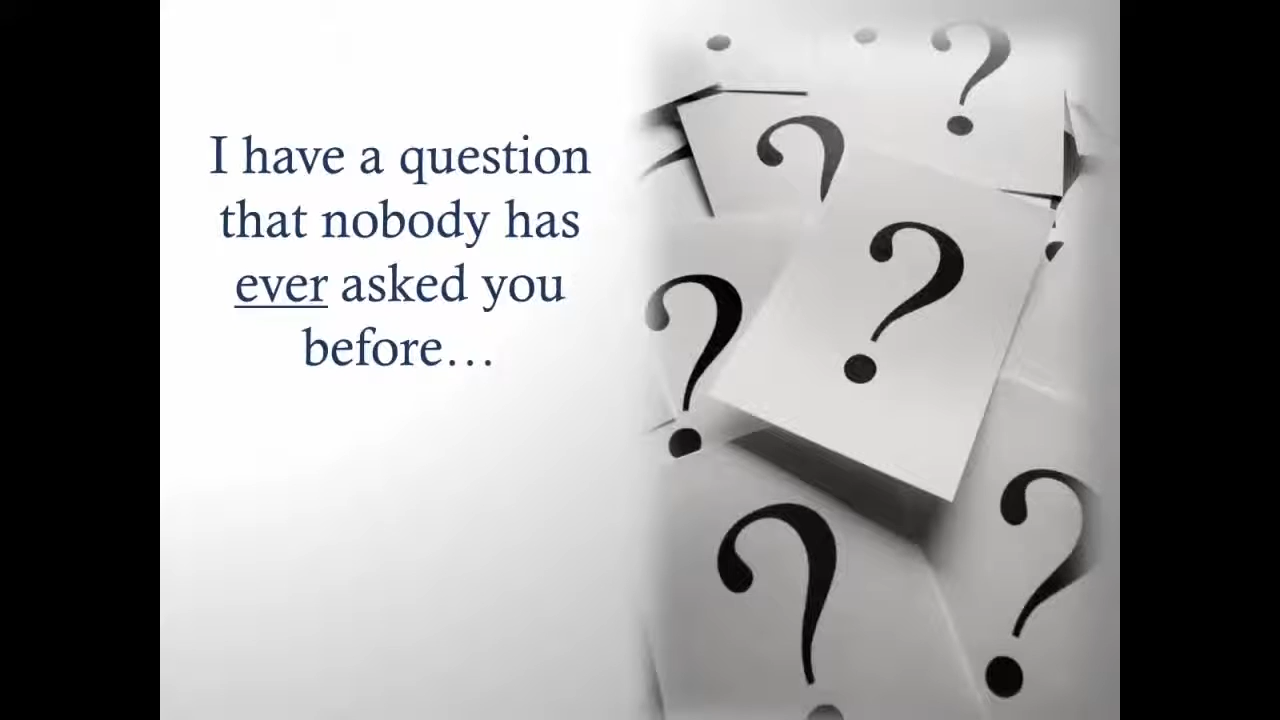 I have a question
that nobody has
ever asked you
before…
?
?
?
?
?
?
?